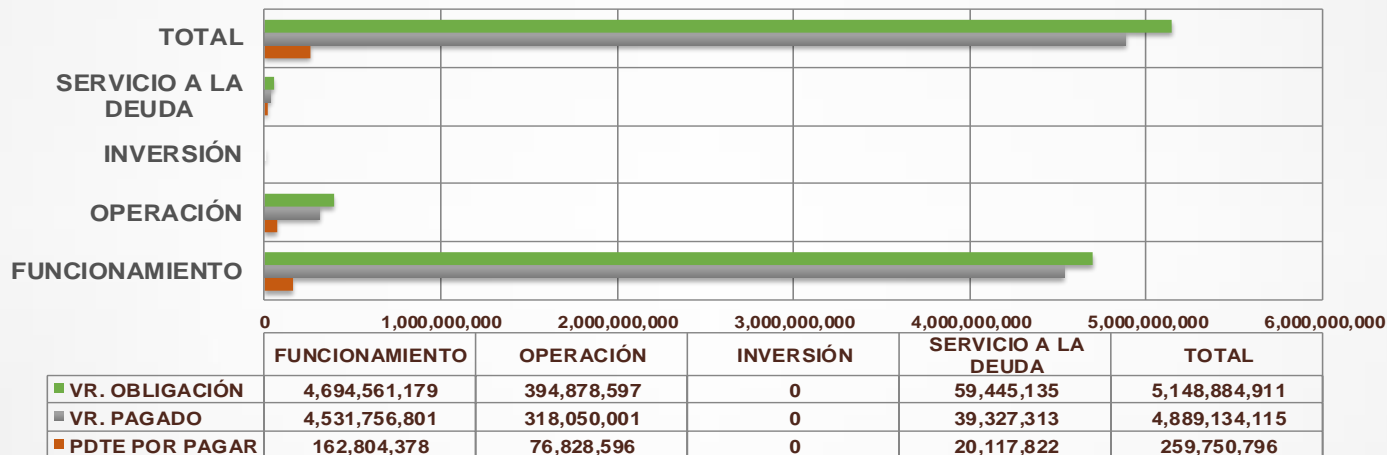 TOTAL
SERVICIO A LA
DEUDA
INVERSIÓN
OPERACIÓN
FUNCIONAMIENTO
0 1,000,000,000 2,000,000,000 3,000,000,000 4,000,000,000 5,000,000,000 6,000,000,000
FUNCIONAMIENTO OPERACIÓN INVERSIÓN SERVICIO A LA DEUDA TOTAL
VR. OBLIGACIÓN 4,694,561,179 394,878,597 0 59,445,135 5,148,884,911
VR. PAGADO 4,531,756,801 318,050,001 0 39,327,313 4,889,134,115
PDTE POR PAGAR 162,804,378 76,828,596 0 20,117,822 259,750,796